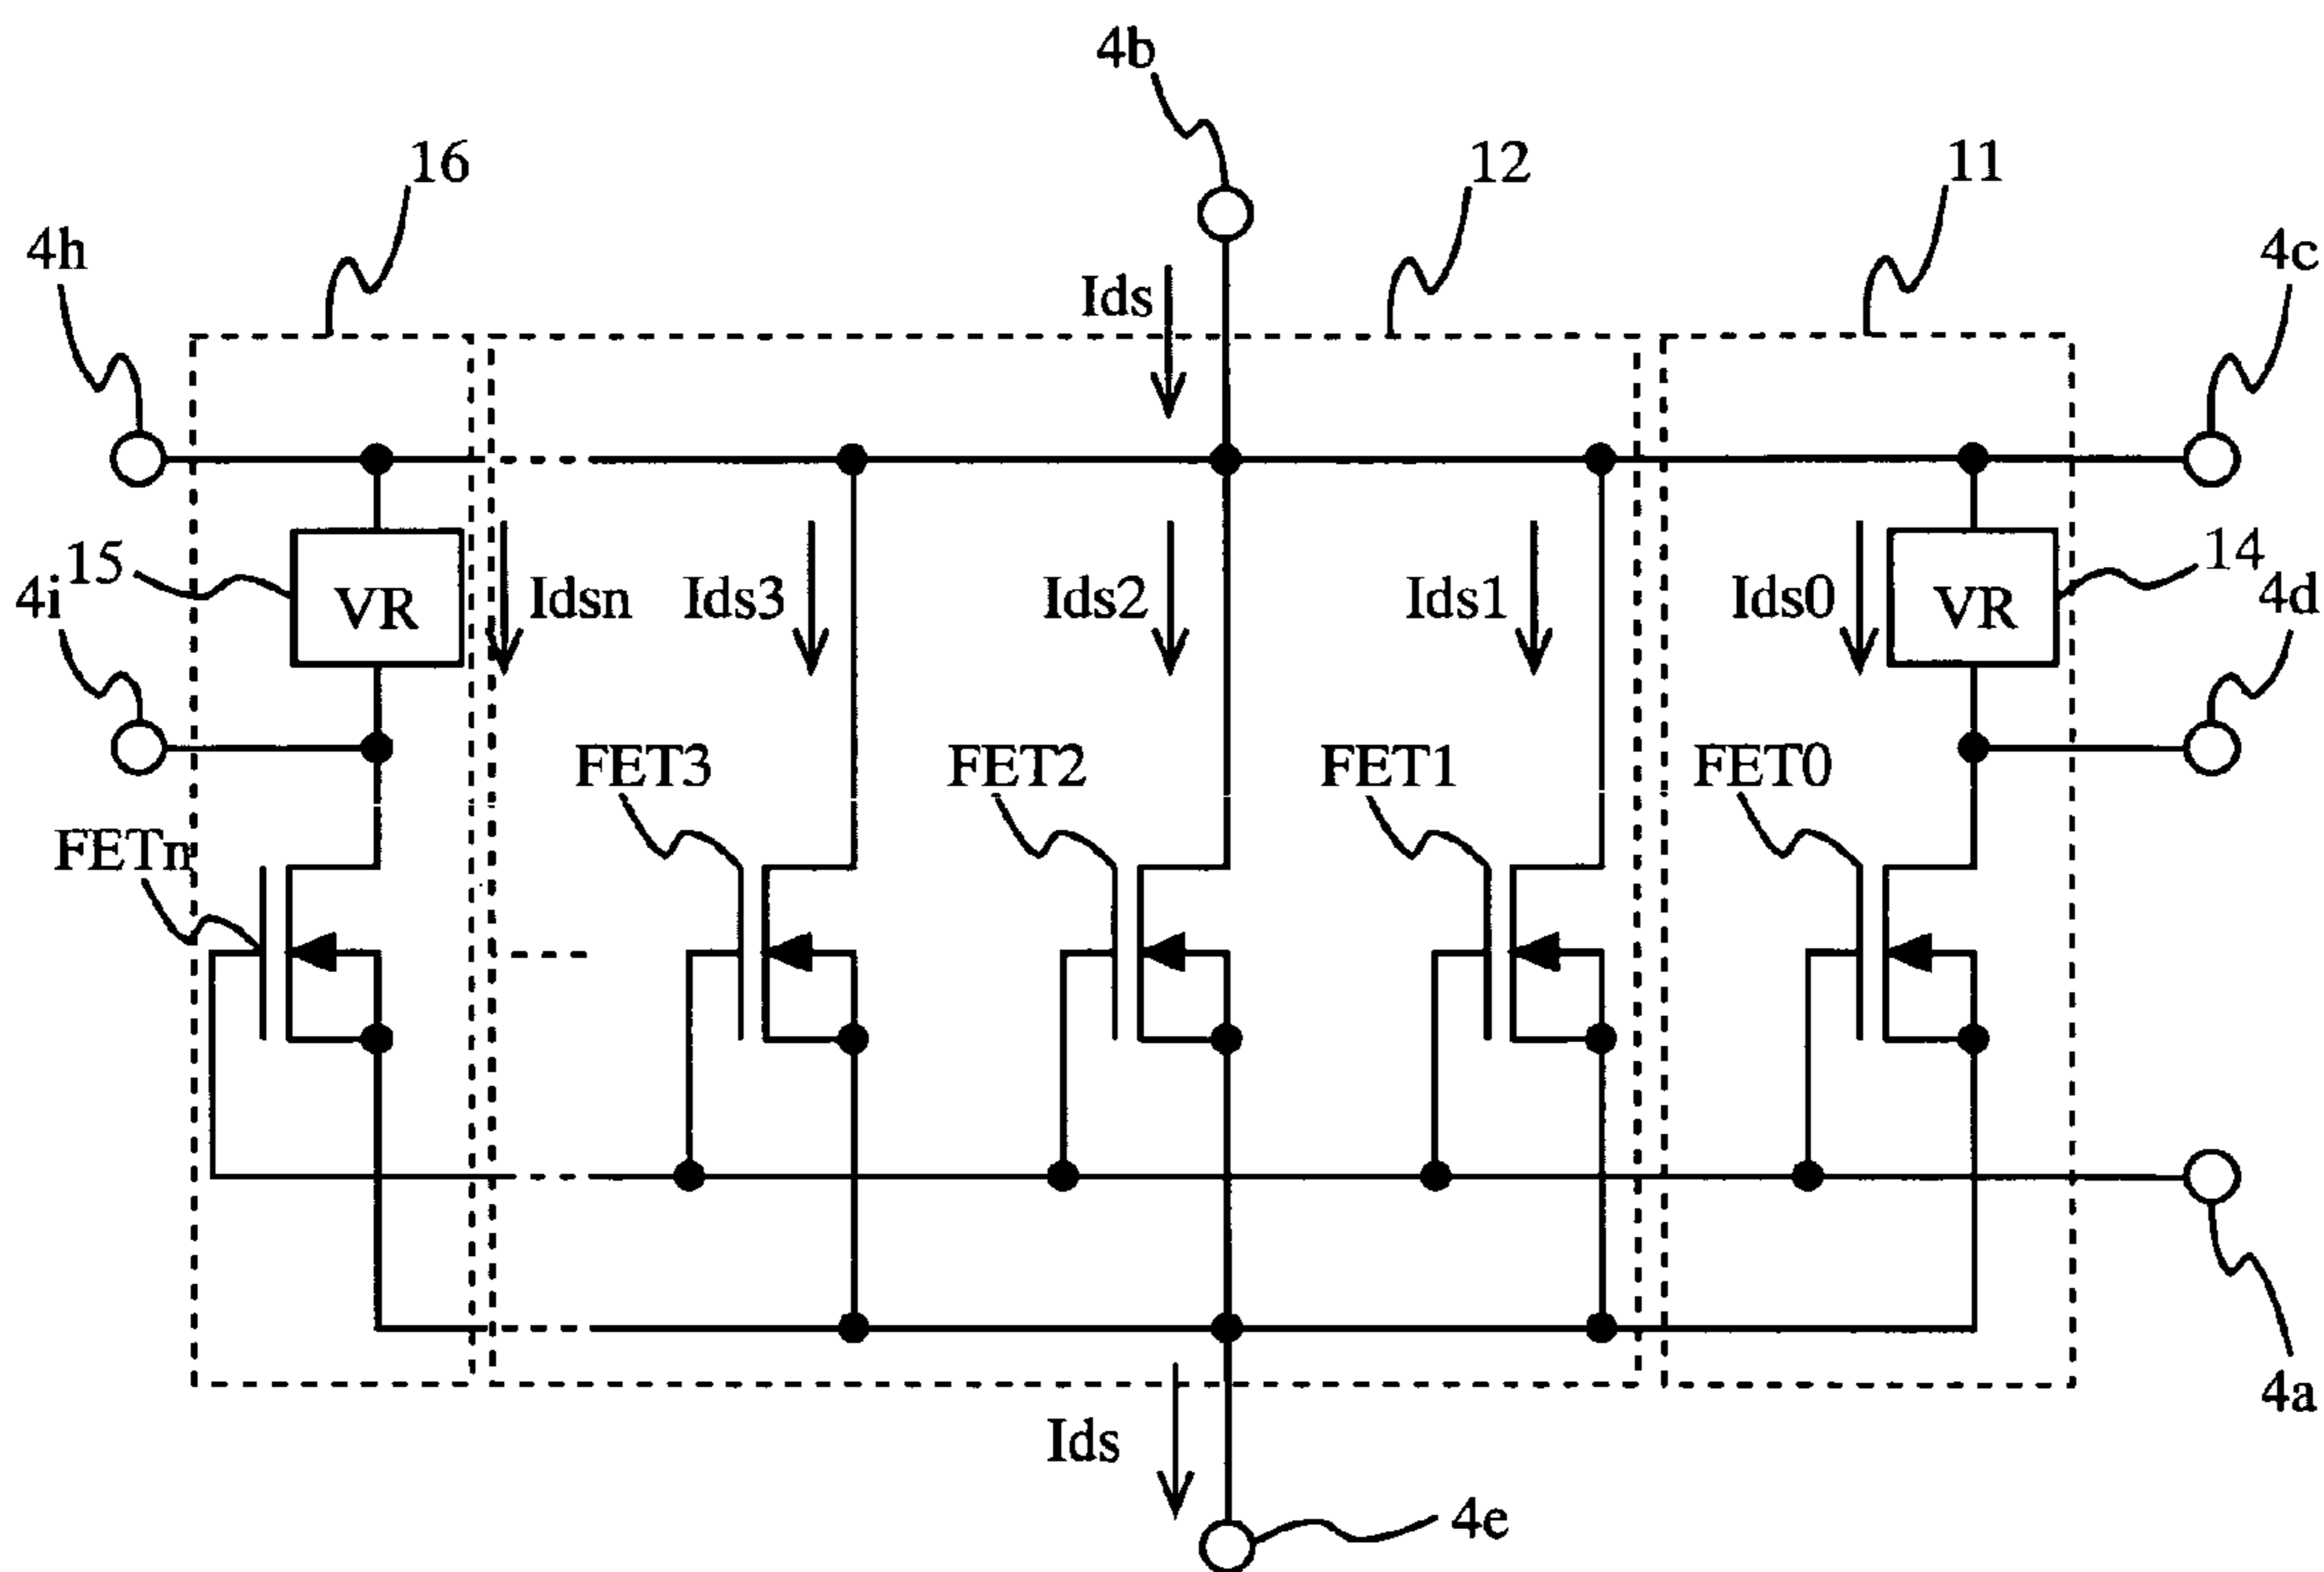 4b
16
12
11
4h
4c
Ids
15
VR
Idsn
Ids3
Ids2
Ids1
Ids0
VR
14
4i
4d
FET3
FET2
FET1
FET0
FETn
4a
Ids
4e